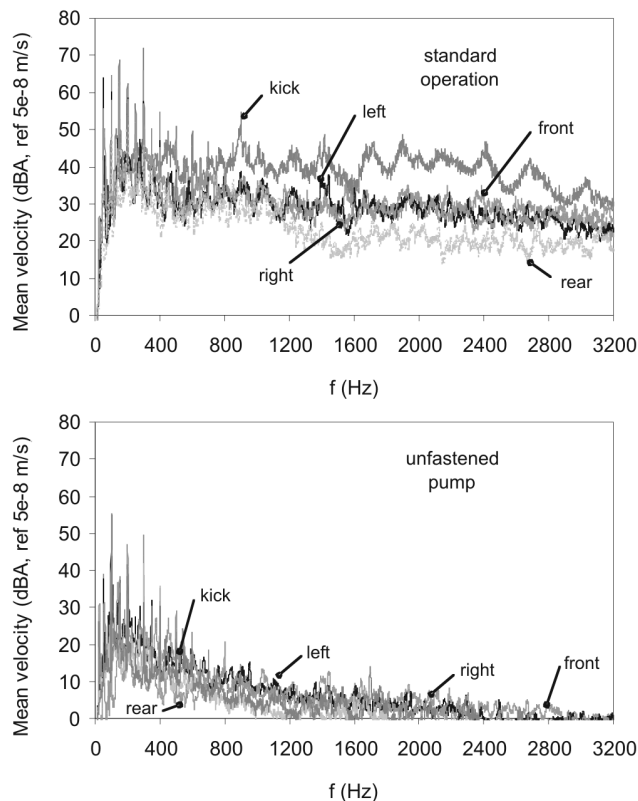 80
70
60
50
40
30
20
10
0
Mean velocity (dBA, ref 5e-8 m/s)
standard
operation
kick
left
front
right
rear
0 400 800 1200 1600 2000 2400 2800 3200
f (Hz)
80
70
60
50
40
30
20
10
0
Mean velocity (dBA, ref 5e-8 m/s)
unfastened
pump
kick
left
right
front
rear
0 400 800 1200 1600 2000 2400 2800 3200
f (Hz)